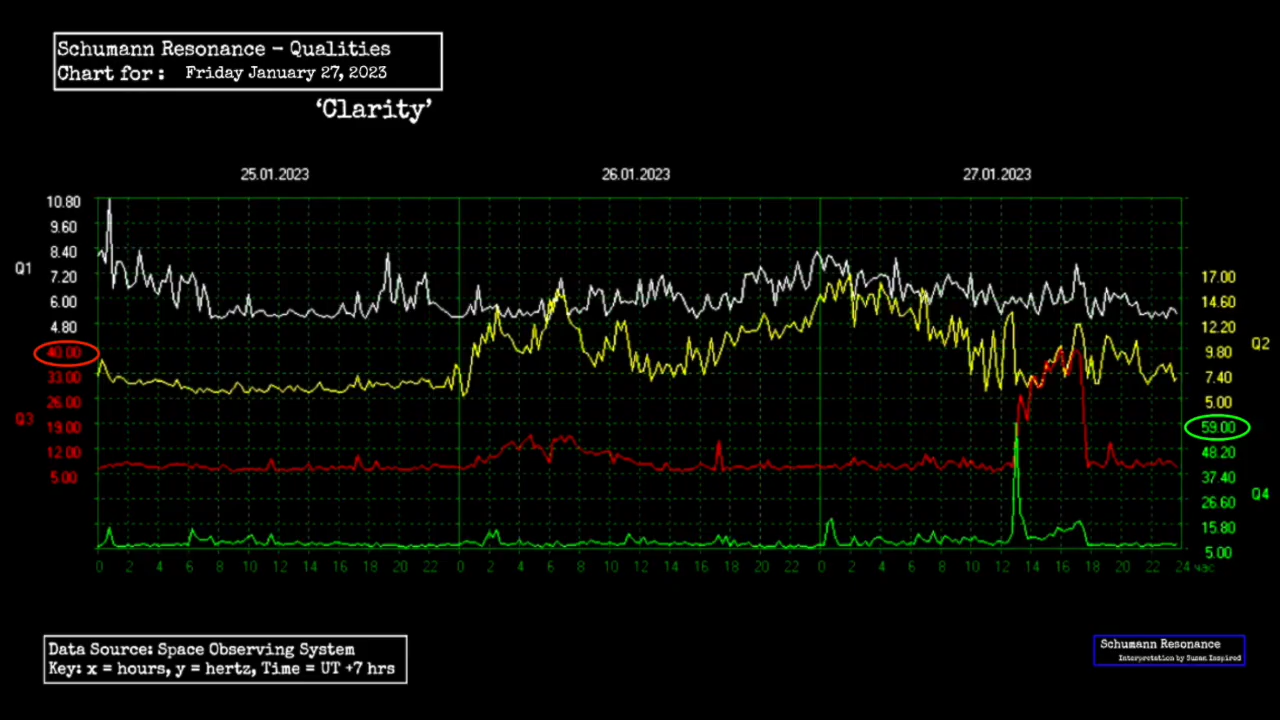 Schumann Resonance – Qualities
Chart for : Friday January 27, 2023
‘Clarity’
25.01.2023 26.01.2023 27.01.2023
10.80
9.60
8.40
Q1
7.20
6.00
4.80
40.00
33.00
26.00
Q3
19.00
12.00
5.00
17.00
14.60
12.20
Q2
9.80
7.40
5.00
59.00
48.20
37.40
Q4
26.60
15.80
5.00
0 2 4 6 8 10 12 14 16 18 20 22 0 2 4 6 8 10 12 14 16 18 20 22 0 2 4 6 8 10 12 14 16 18 20 22 24 час
Data Source: Space Observing System
Key: x = hours, y = hertz, Time = UT +7 hrs
Schumann Resonance
Interpretation by Susan Inspired